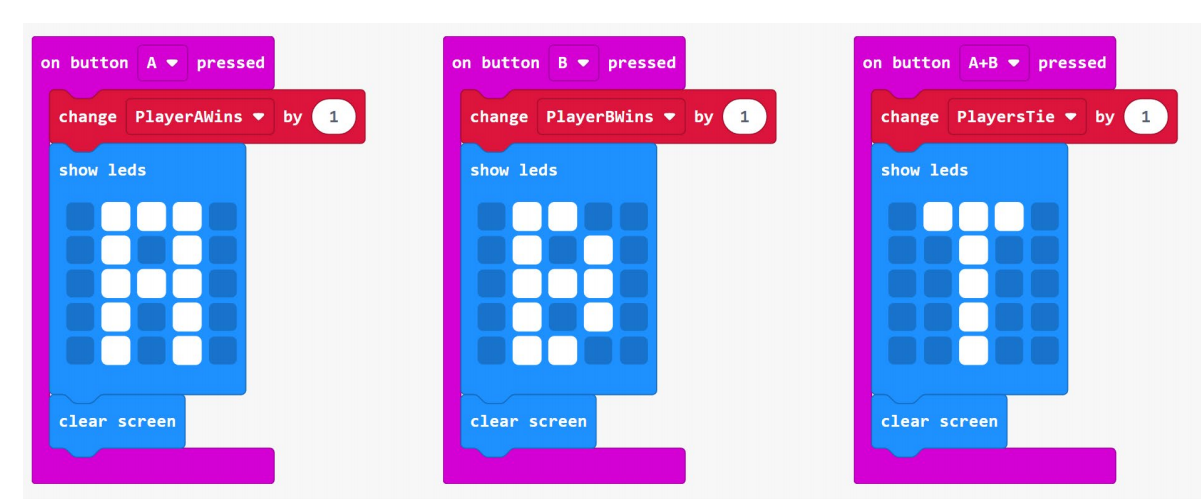 on button A pressed
change PlayerAWins by 1
show leds
clear screen
on button B pressed
change PlayerBWins by 1
show leds
clear screen
on button A+B pressed
change PlayersTie by 1
show leds
clear screen